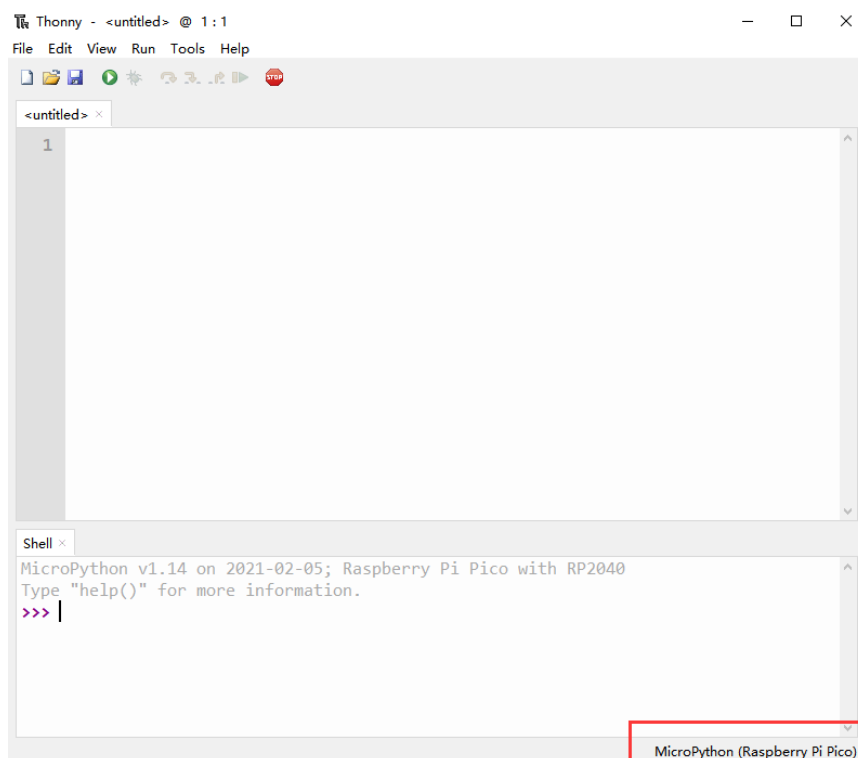 Thonny - <untitled> @ 1:1
File Edit View Run Tools Help
STOP
<untitled> ×
1
Shell ×
MicroPython v1.14 on 2021-02-05; Raspberry Pi Pico with RP2040
Type "help()" for more information.
>>>
MicroPython (Raspberry Pi Pico)